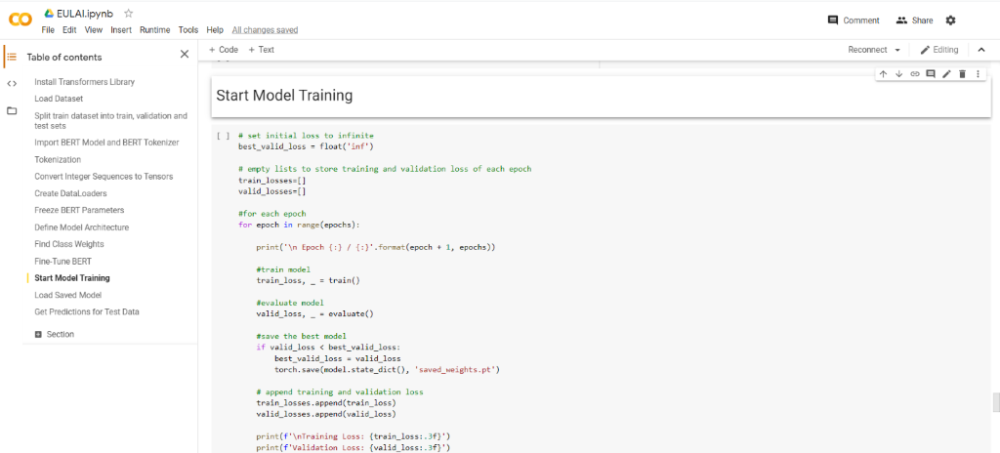 EULAI.ipynb
File Edit View Insert Runtime Tools Help All changes saved
Comment Share
Table of contents
Install Transformers Library
Load Dataset
Split train dataset into train, validation and
test sets
Import BERT Model and BERT Tokenizer
Tokenization
Convert Integer Sequences to Tensors
Create DataLoaders
Freeze BERT Parameters
Define Model Architecture
Find Class Weights
Fine-Tune BERT
Start Model Training
Load Saved Model
Get Predictions for Test Data
Section
+ Code + Text
Reconnect Editing
Start Model Training
[ ] # set initial loss to infinite
best_valid_loss = float('inf')
# empty lists to store training and validation loss of each epoch
train_losses=[]
valid_losses=[]
#for each epoch
for epoch in range(epochs):
print('\n Epoch {:} / {:}'.format(epoch + 1, epochs))
#train model
train_loss, _ = train()
#evaluate model
valid_loss, _ = evaluate()
#save the best model
if valid_loss < best_valid_loss:
best_valid_loss = valid_loss
torch.save(model.state_dict(), 'saved_weights.pt')
# append training and validation loss
train_losses.append(train_loss)
valid_losses.append(valid_loss)
print(f'\nTraining Loss: {train_loss:.3f}')
print(f'Validation Loss: {valid_loss:.3f}')